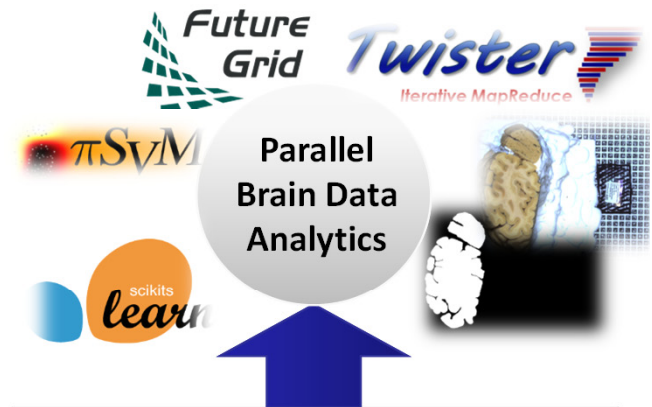 Future
Grid
Twister
Iterative MapReduce
πSVM
Parallel
Brain Data
Analytics
scikits
learn